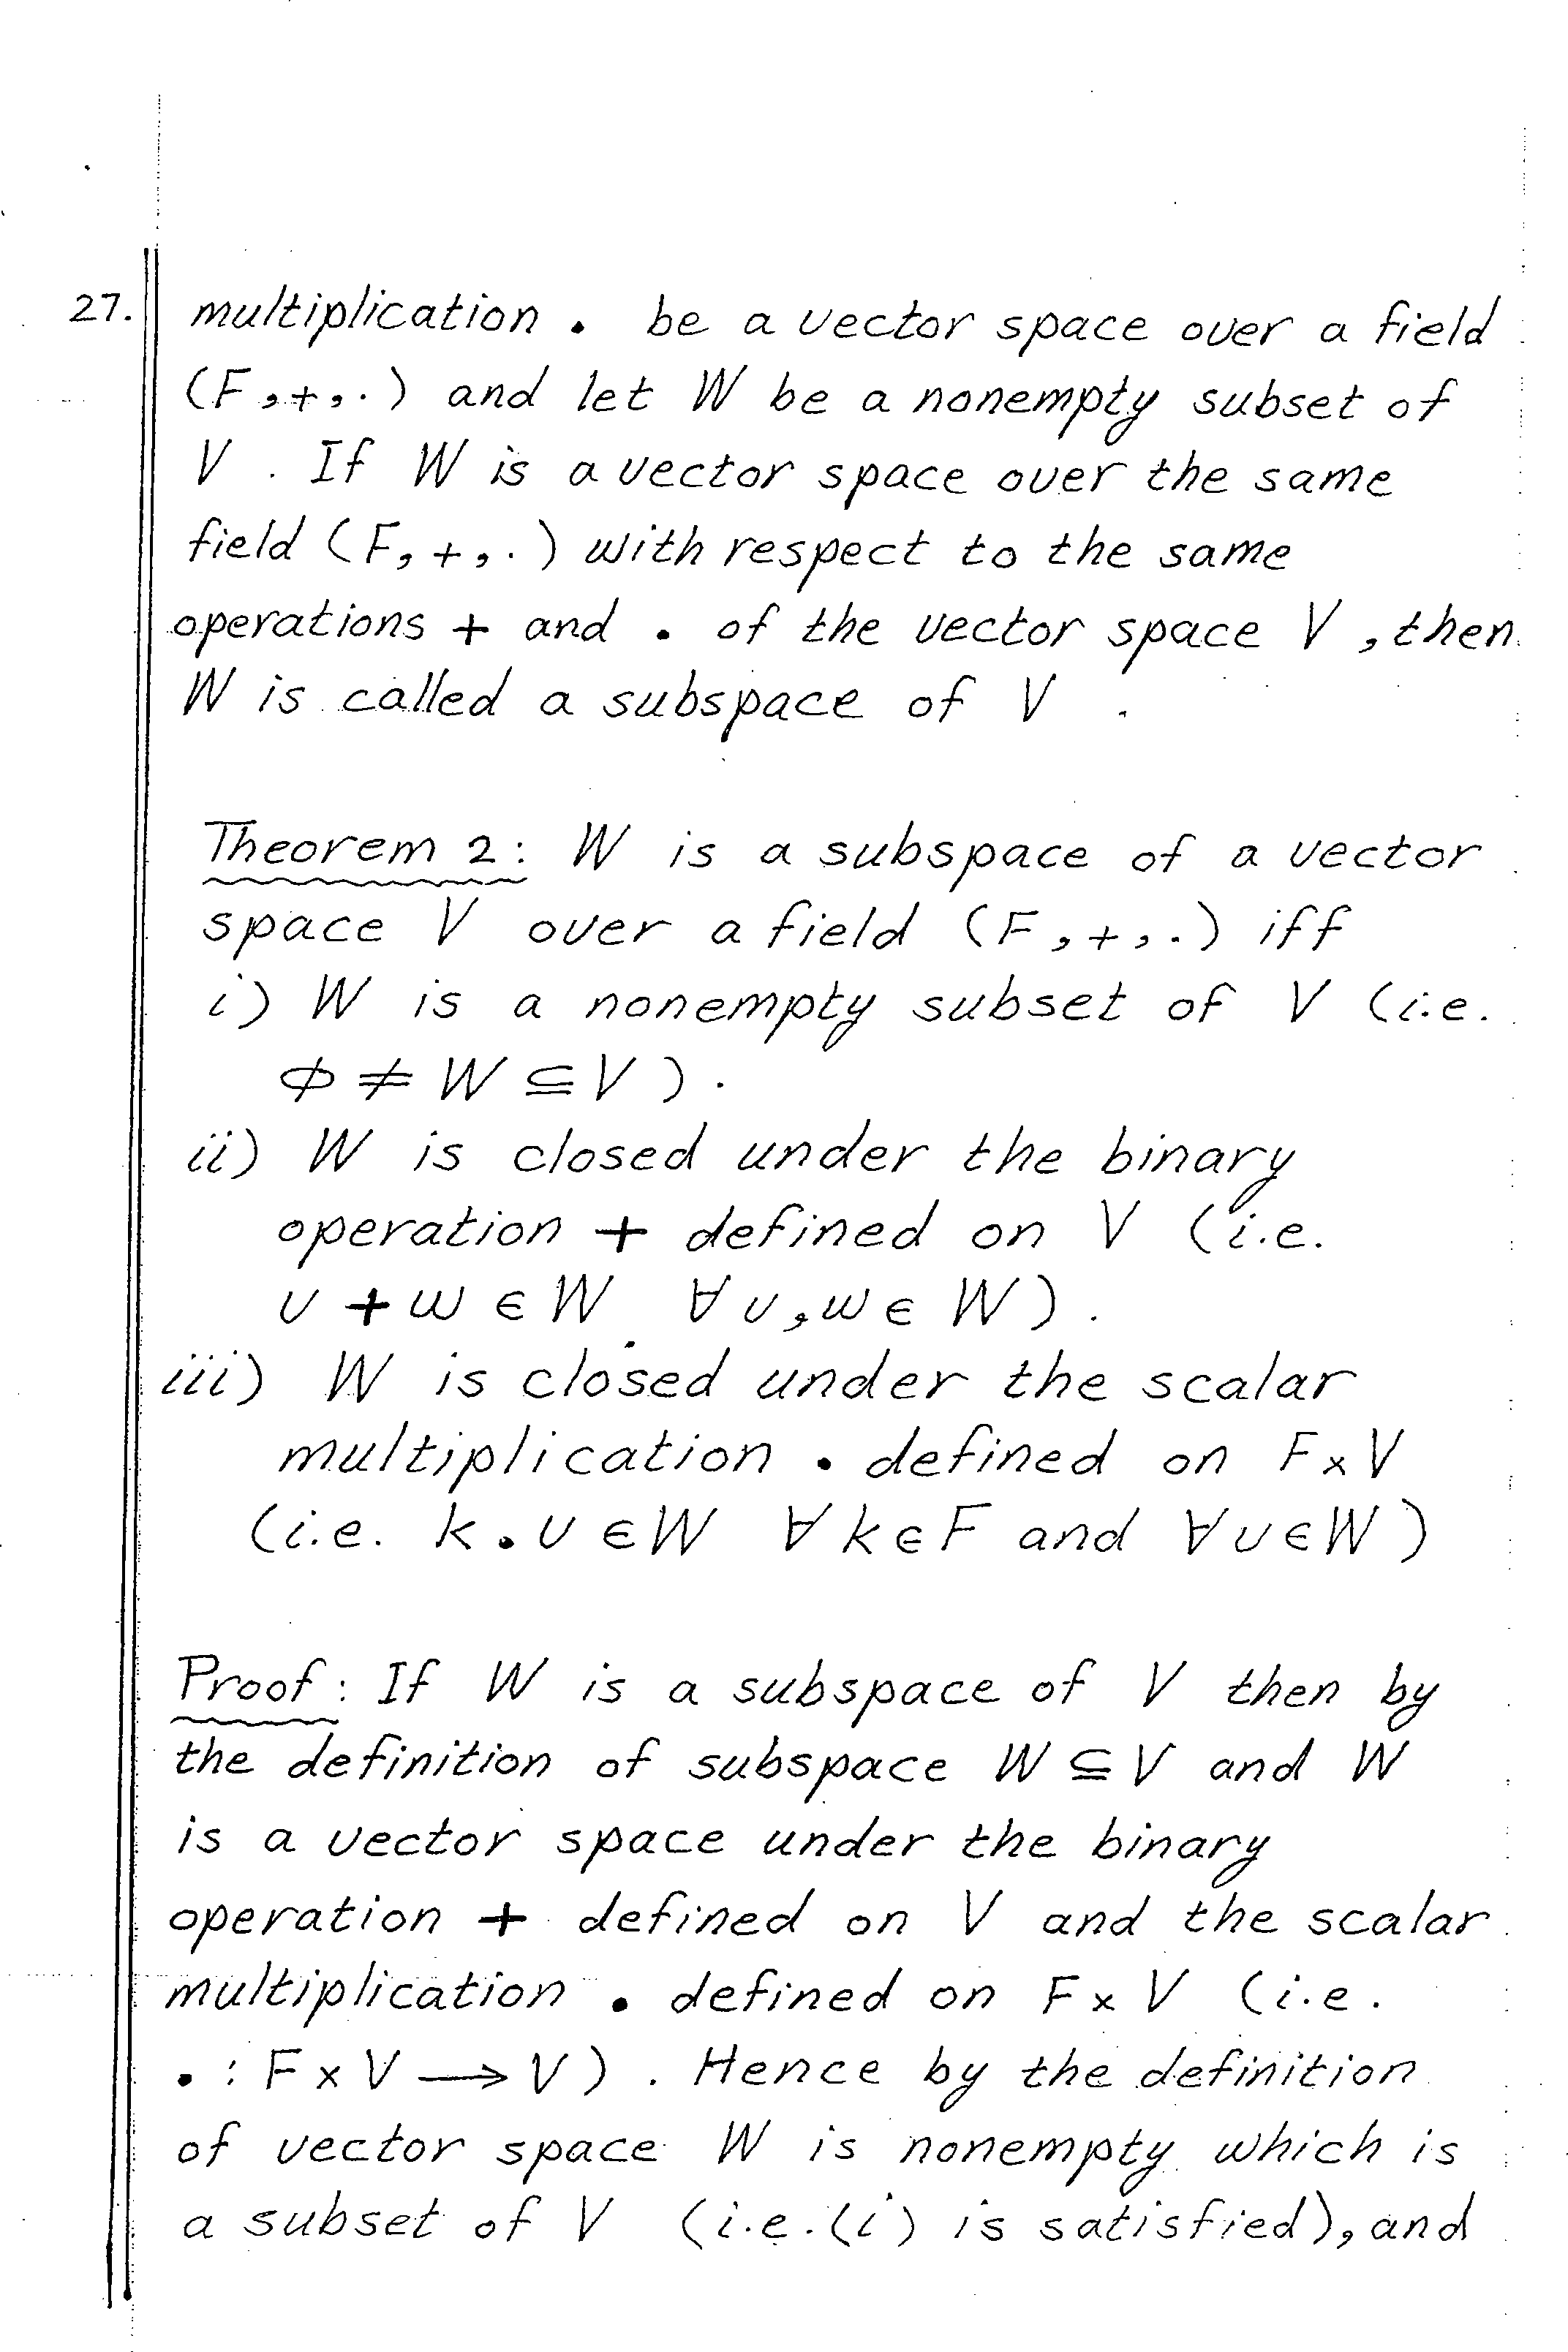 27. multiplication . be a vector space over a field
(F,+,.) and let W be a nonempty subset of
V . If W is a vector space over the same
field (F,+,.) with respect to the same
operations + and . of the vector space V , then
W is called a subspace of V .
Theorem 2: W is a subspace of a vector
space V over a field (F,+,.) iff
i) W is a nonempty subset of V (i.e.
ϕ ≠ W ⊆ V ) .
ii) W is closed under the binary
operation + defined on V (i.e.
υ + w ∈ W ∀ υ , w ∈ W ) .
iii) W is closed under the scalar
multiplication . defined on F x V
(i.e. k . υ ∈ W ∀ k ∈ F and ∀ υ ∈ W )
Proof : If W is a subspace of V then by
the definition of subspace W ⊆ V and W
is a vector space under the binary
operation + defined on V and the scalar
multiplication . defined on F x V (i.e.
. : F x V → V ) . Hence by the definition
of vector space W is nonempty which is
a subset of V (i.e. (i) is satisfied), and